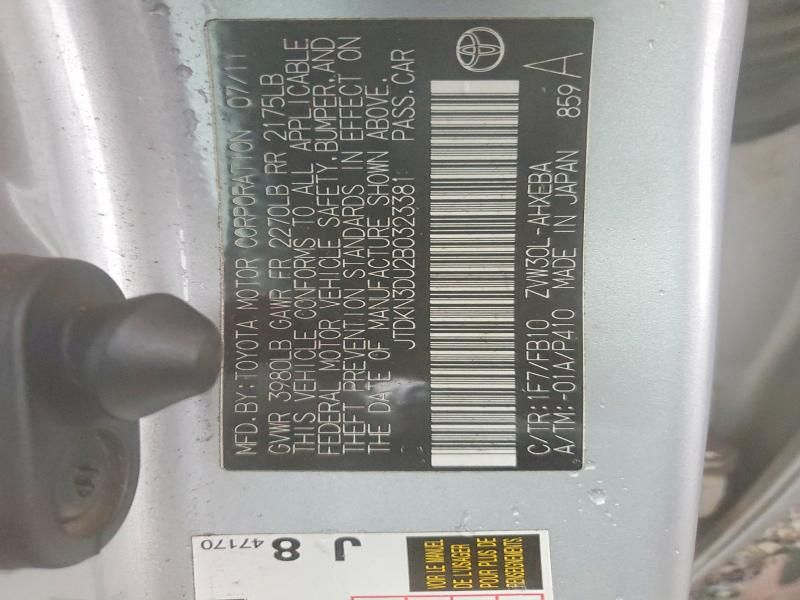 MFD. BY: TOYOTA MOTOR CORPORATION 07/11
GVWR 3980LB GAWR FR 2270LB RR 2175LB
THIS VEHICLE CONFORMS TO ALL APPLICABLE
FEDERAL MOTOR VEHICLE SAFETY, BUMPER, AND
THEFT PREVENTION STANDARDS IN EFFECT ON
THE DATE OF MANUFACTURE SHOWN ABOVE.
JTDKN3DU2B0323381 PASS. CAR
C/TR: 1F7/FB10 ZVW30L-AHXEBA
A/TM: -01A/P410 MADE IN JAPAN 859 A
J 8
47170
VOIR LE MANUEL
DE L'USAGER
POUR PLUS DE
RENSEIGNEMENTS